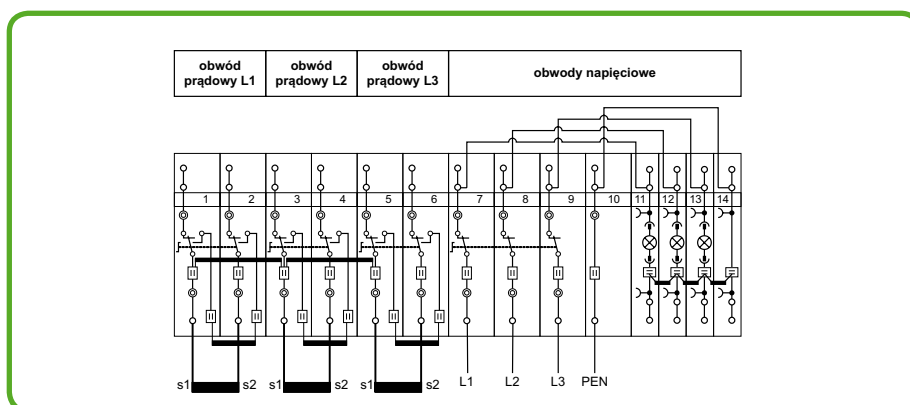 obwód prądowy L1
obwód prądowy L2
obwód prądowy L3
obwody napięciowe
1 2 3 4 5 6 7 8 9 10 11 12 13 14
s1 s2 s1 s2 s1 s2 L1 L2 L3 PEN